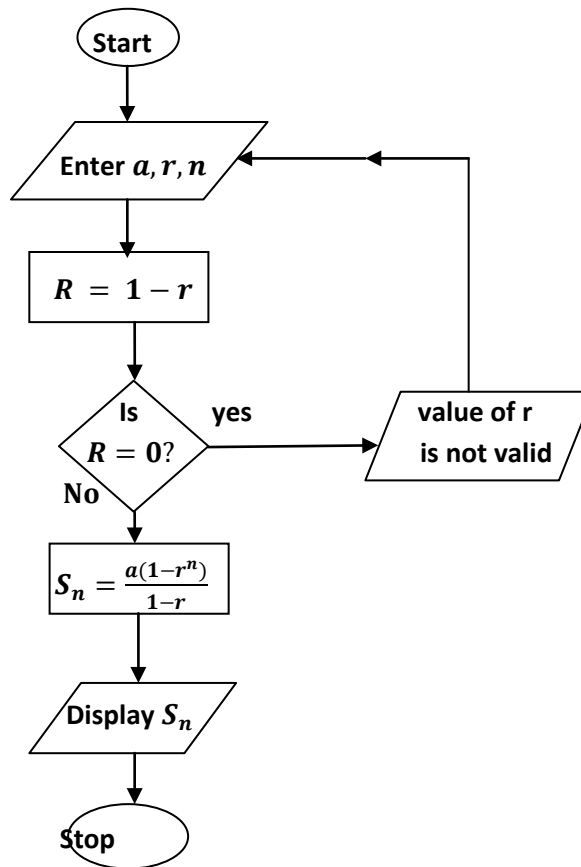 Start
Enter a, r, n
R = 1 − r
Is
R = 0?
yes
No
value of r
is not valid
Sₙ = a(1−rⁿ)/1−r
Display Sₙ
Stop